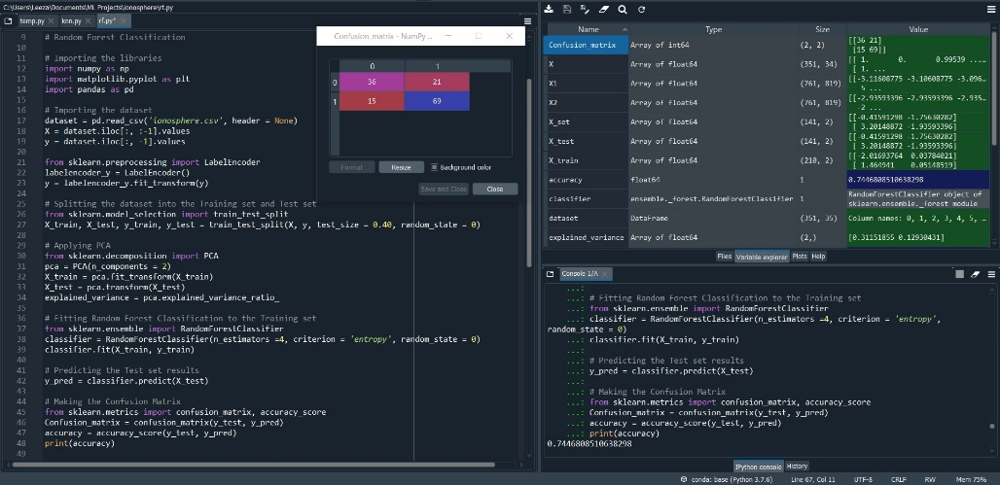 C:\Users\Leeza\Documents\ML Projects\ionosphere\rf.py
temp.py
knn.py
rf.py*
9 # Random Forest Classification
10
11 # Importing the libraries
12 import numpy as np
13 import matplotlib.pyplot as plt
14 import pandas as pd
15
16 # Importing the dataset
17 dataset = pd.read_csv('ionosphere.csv', header = None)
18 X = dataset.iloc[:, :-1].values
19 y = dataset.iloc[:, -1].values
20
21 from sklearn.preprocessing import LabelEncoder
22 labelencoder_y = LabelEncoder()
23 y = labelencoder_y.fit_transform(y)
24
25 # Splitting the dataset into the Training set and Test set
26 from sklearn.model_selection import train_test_split
27 X_train, X_test, y_train, y_test = train_test_split(X, y, test_size = 0.40, random_state = 0)
28
29 # Applying PCA
30 from sklearn.decomposition import PCA
31 pca = PCA(n_components = 2)
32 X_train = pca.fit_transform(X_train)
33 X_test = pca.transform(X_test)
34 explained_variance = pca.explained_variance_ratio_
35
36 # Fitting Random Forest Classification to the Training set
37 from sklearn.ensemble import RandomForestClassifier
38 classifier = RandomForestClassifier(n_estimators =4, criterion = 'entropy', random_state = 0)
39 classifier.fit(X_train, y_train)
40
41 # Predicting the Test set results
42 y_pred = classifier.predict(X_test)
43
44 # Making the Confusion Matrix
45 from sklearn.metrics import confusion_matrix, accuracy_score
46 Confusion_matrix = confusion_matrix(y_test, y_pred)
47 accuracy = accuracy_score(y_test, y_pred)
48 print(accuracy)
49
Confusion_matrix - NumPy ...
0 1
0 36 21
1 15 69
Format Resize Background color
Save and Close Close
Name Type Size Value
Confusion_matrix Array of int64 (2, 2) [[36 21]
[15 69]]
X Array of float64 (351, 34) [[ 1. 0. 0.99539 ...
[ 1. ...
X1 Array of float64 (761, 819) [[-3.11608775 -3.10608775 -3.096...
5 ...
X2 Array of float64 (761, 819) [[-2.93593396 -2.93593396 -2.935...
-2 ...
X_set Array of float64 (141, 2) [[-0.41591298 -1.75630282]
[ 3.20148872 -1.93593396]
X_test Array of float64 (141, 2) [[-0.41591298 -1.75630282]
[ 3.20148872 -1.93593396]
X_train Array of float64 (210, 2) [[-2.01693764 0.03784021]
[ 1.464941 0.05148519]
accuracy float64 1 0.7446808510638298
classifier ensemble._forest.RandomForestClassifier 1 RandomForestClassifier object of
sklearn.ensemble._forest module
dataset DataFrame (351, 35) Column names: 0, 1, 2, 3, 4, 5, ...
explained_variance Array of float64 (2,) [0.31151855 0.12930431]
Files Variable explorer Plots Help
Console 1/A
...:
...: # Fitting Random Forest Classification to the Training set
...: from sklearn.ensemble import RandomForestClassifier
...: classifier = RandomForestClassifier(n_estimators =4, criterion = 'entropy',
random_state = 0)
...: classifier.fit(X_train, y_train)
...:
...: # Predicting the Test set results
...: y_pred = classifier.predict(X_test)
...:
...: # Making the Confusion Matrix
...: from sklearn.metrics import confusion_matrix, accuracy_score
...: Confusion_matrix = confusion_matrix(y_test, y_pred)
...: accuracy = accuracy_score(y_test, y_pred)
...: print(accuracy)
0.7446808510638298
IPython console History
conda: base (Python 3.7.6) Line 67, Col 11 UTF-8 CRLF RW Mem 75%